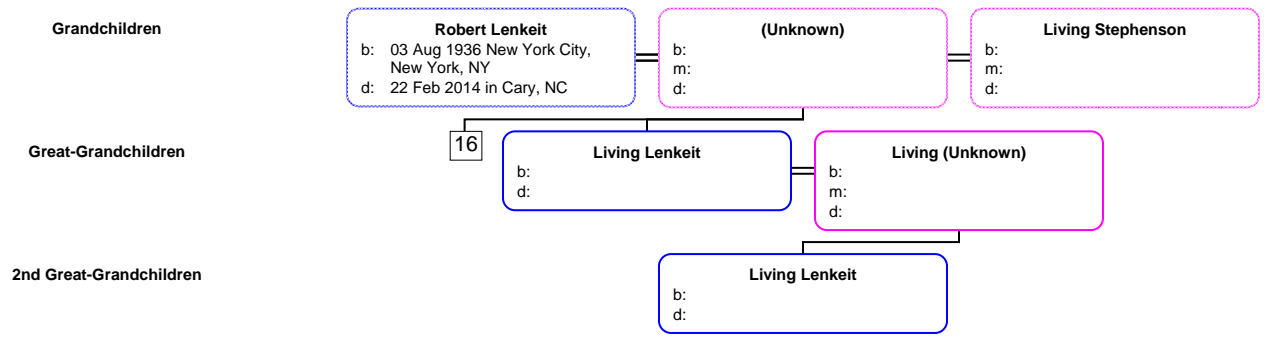 Grandchildren
Robert Lenkeit
b: 03 Aug 1936 New York City,
New York, NY
d: 22 Feb 2014 in Cary, NC
(Unknown)
b:
m:
d:
Living Stephenson
b:
m:
d:
16
Great-Grandchildren
Living Lenkeit
b:
d:
Living (Unknown)
b:
m:
d:
2nd Great-Grandchildren
Living Lenkeit
b:
d: